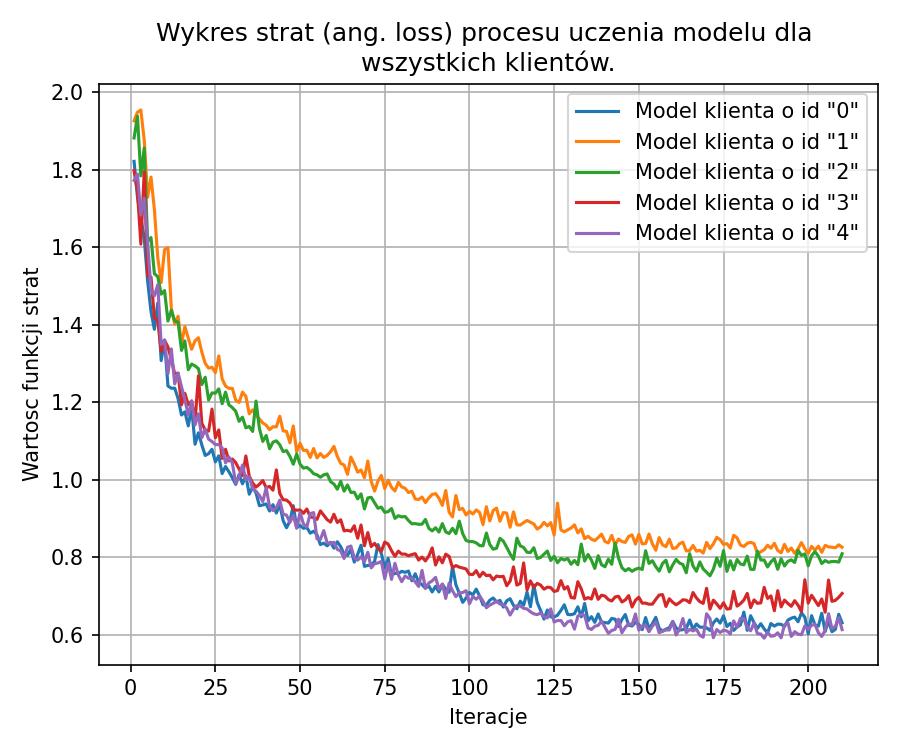 Wykres strat (ang. loss) procesu uczenia modelu dla
wszystkich klientów.
Model klienta o id "0"
Model klienta o id "1"
Model klienta o id "2"
Model klienta o id "3"
Model klienta o id "4"
Wartosc funkcji strat
2.0
1.8
1.6
1.4
1.2
1.0
0.8
0.6
0 25 50 75 100 125 150 175 200
Iteracje